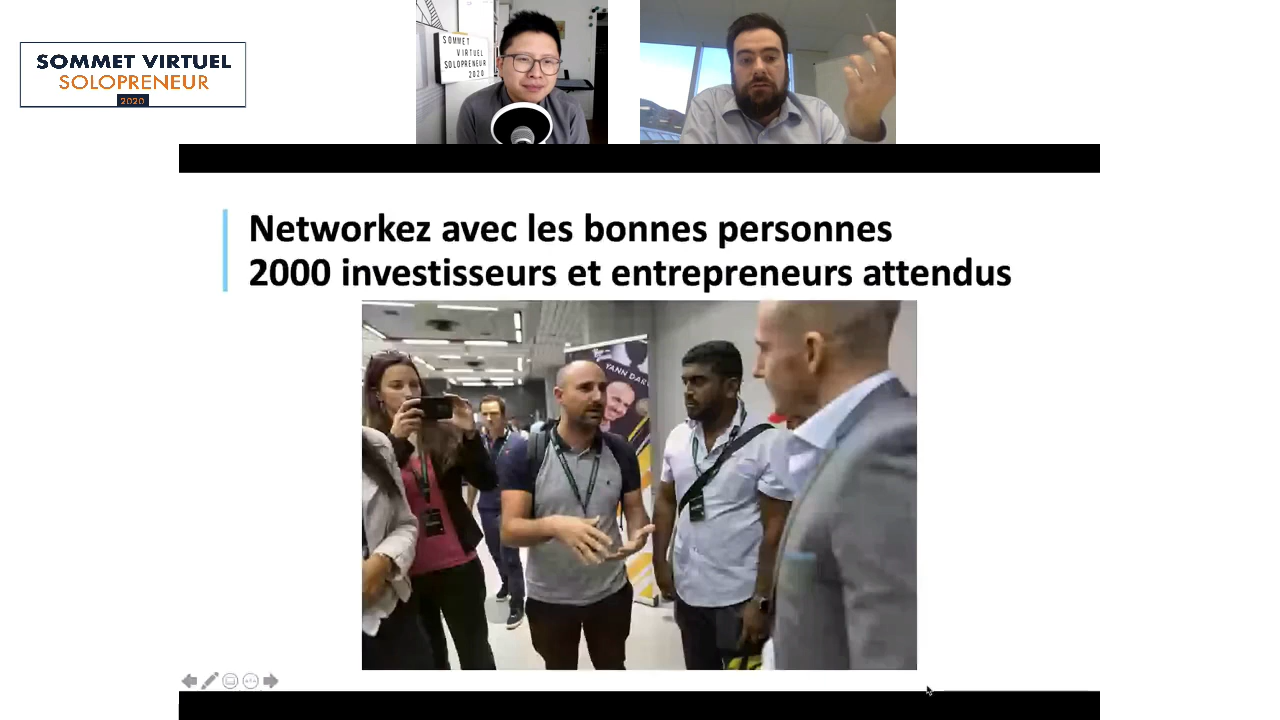 SOMMET VIRTUEL
SOLOPRENEUR
2020
SOMMET
VIRTUEL
SOLOPRENEUR
2020
Networkez avec les bonnes personnes
2000 investisseurs et entrepreneurs attendus
YANN DAR